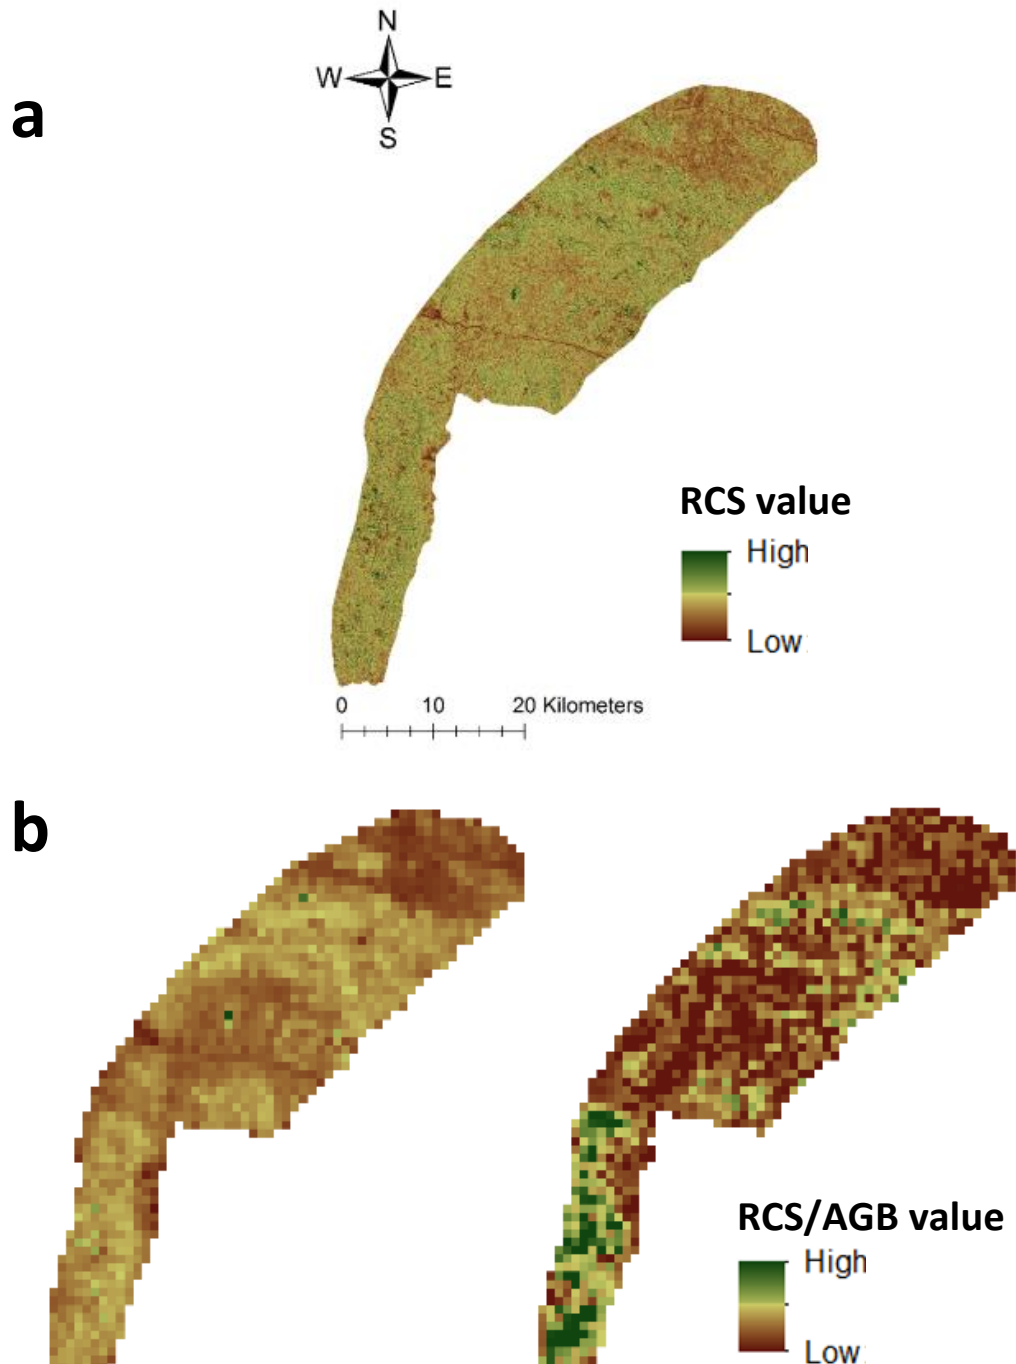 a
N
W E
S
RCS value
High
Low
0 10 20 Kilometers
b
RCS/AGB value
High
Low